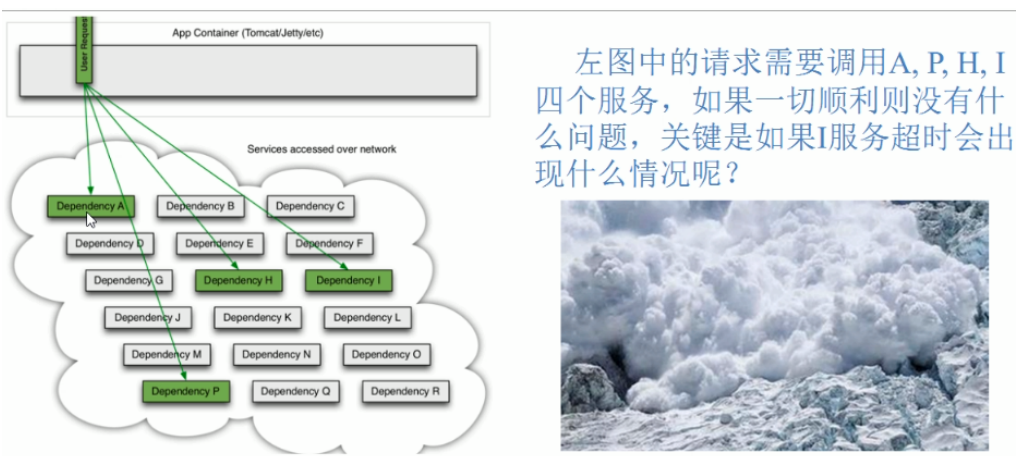 User Request
App Container (Tomcat/Jetty/etc)
Services accessed over network
Dependency A
Dependency B
Dependency C
Dependency D
Dependency E
Dependency F
Dependency G
Dependency H
Dependency I
Dependency J
Dependency K
Dependency L
Dependency M
Dependency N
Dependency O
Dependency P
Dependency Q
Dependency R
左图中的请求需要调用A, P, H, I
四个服务，如果一切顺利则没有什
么问题，关键是如果I服务超时会出
现什么情况呢？